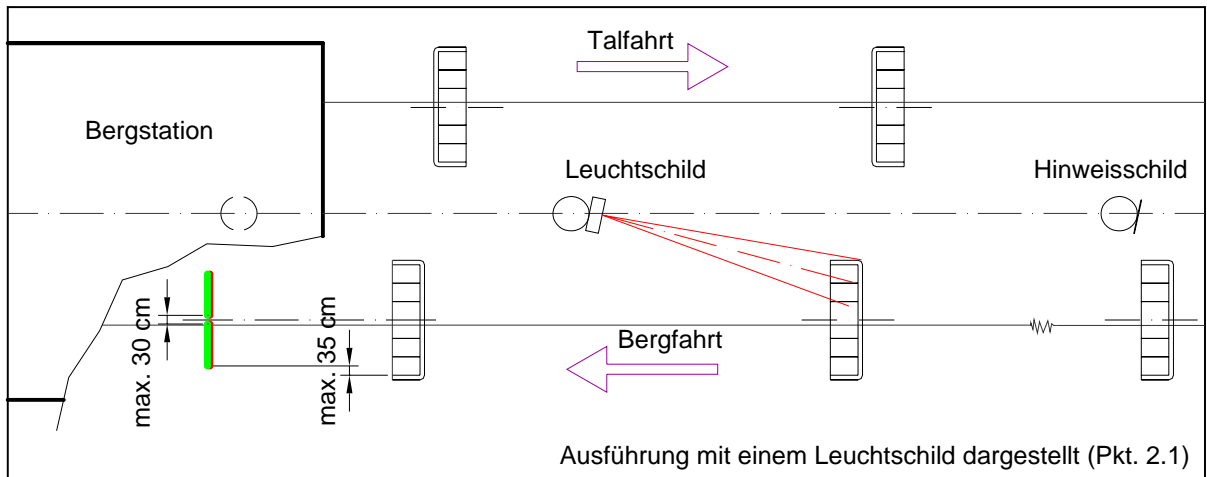 Talfahrt
Bergstation
Leuchtschild
Hinweisschild
max. 30 cm
max. 35 cm
Bergfahrt
Ausführung mit einem Leuchtschild dargestellt (Pkt. 2.1)